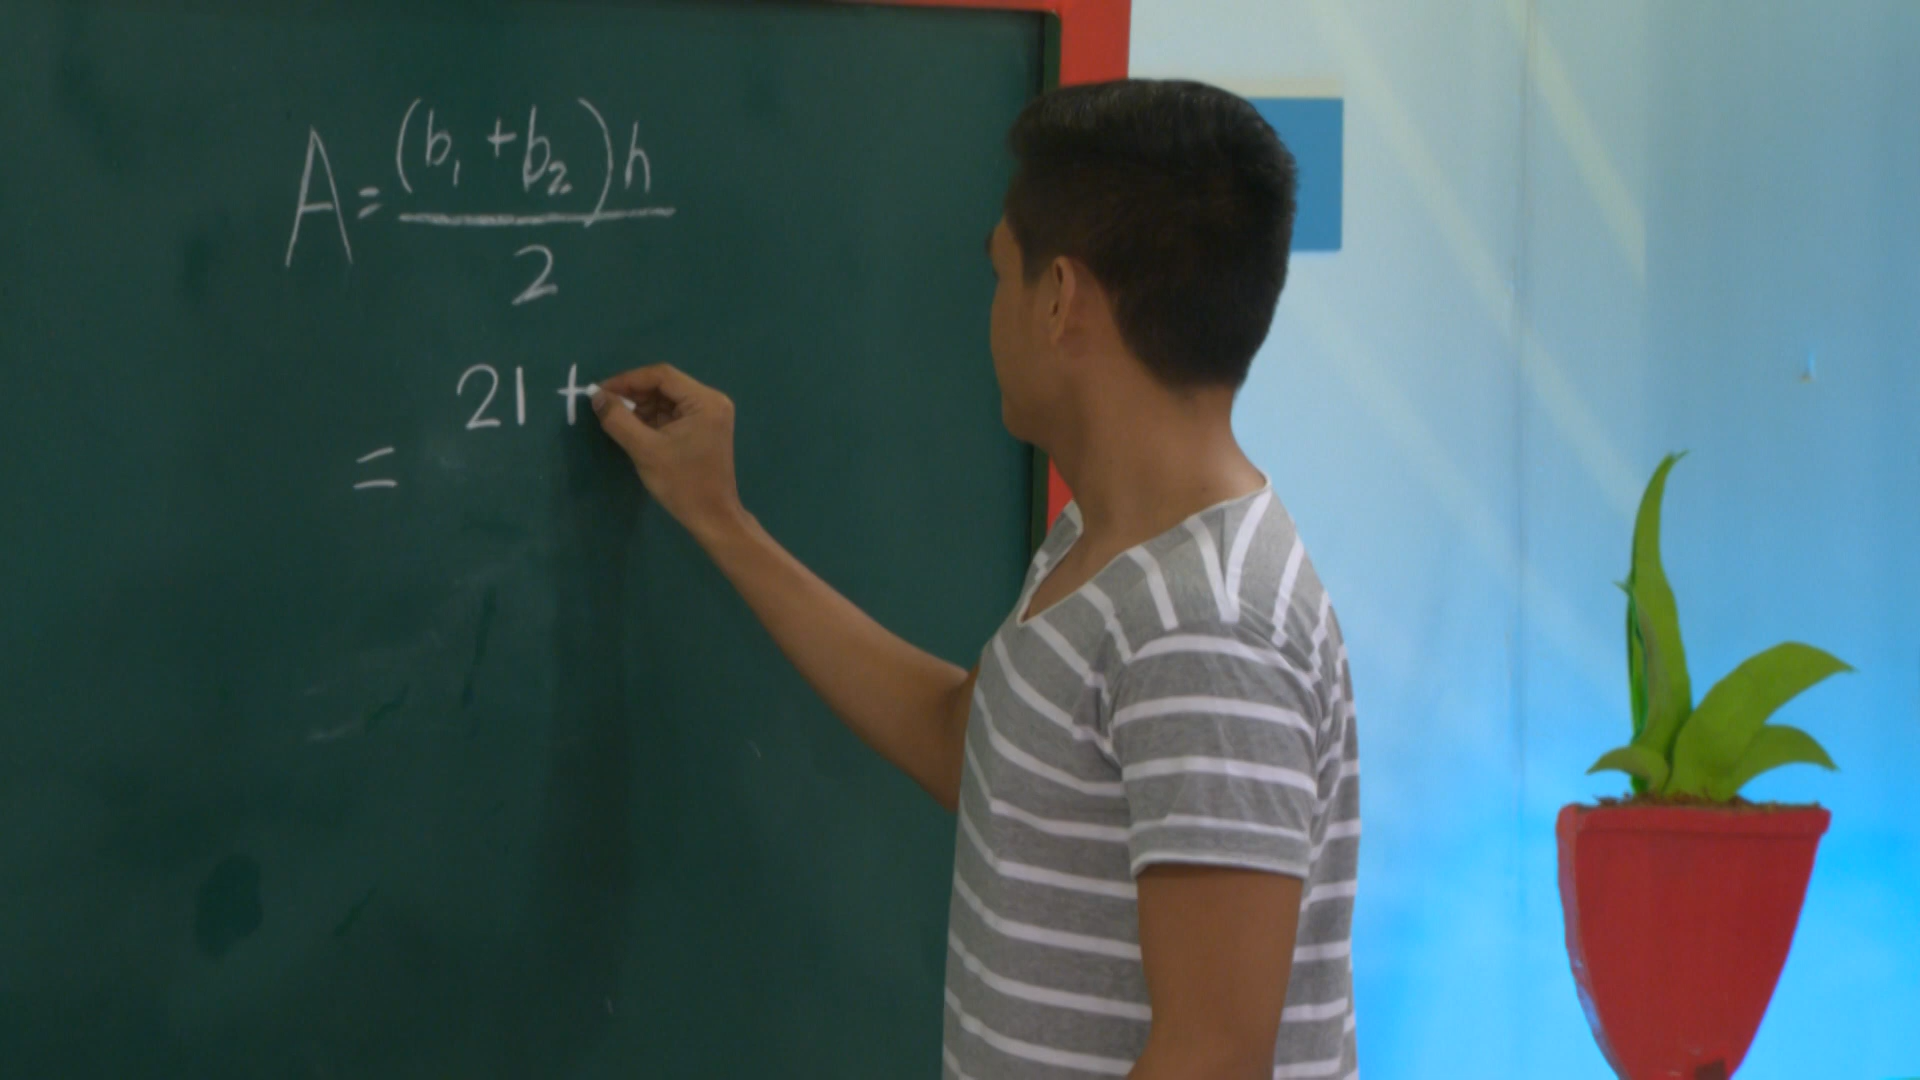 A = (b₁ + b₂)h
2
= 21 +